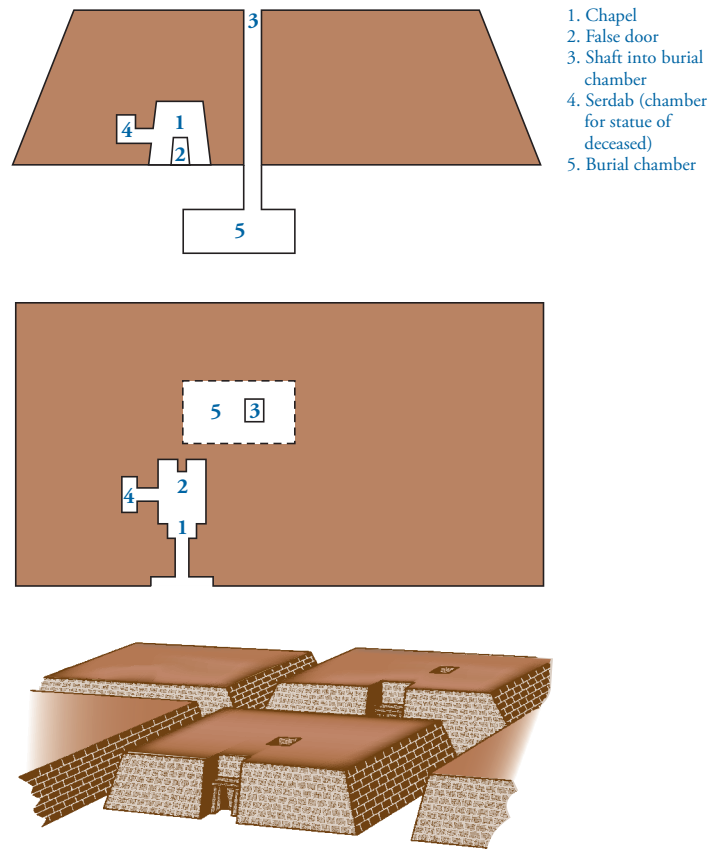 3
1. Chapel
2. False door
3. Shaft into burial
chamber
4. Serdab (chamber
for statue of
deceased)
5. Burial chamber
4
1
2
5
5
3
2
4
1